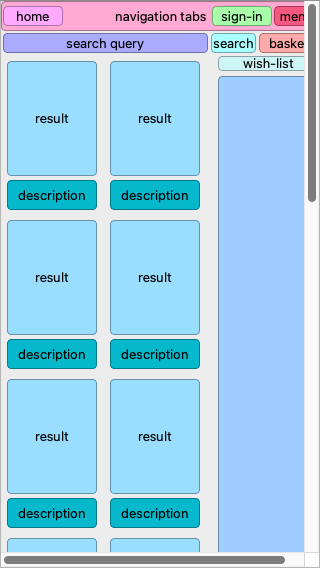 home navigation tabs sign-in men
search query search baske
wish-list
result result
description description
result result
description description
result result
description description